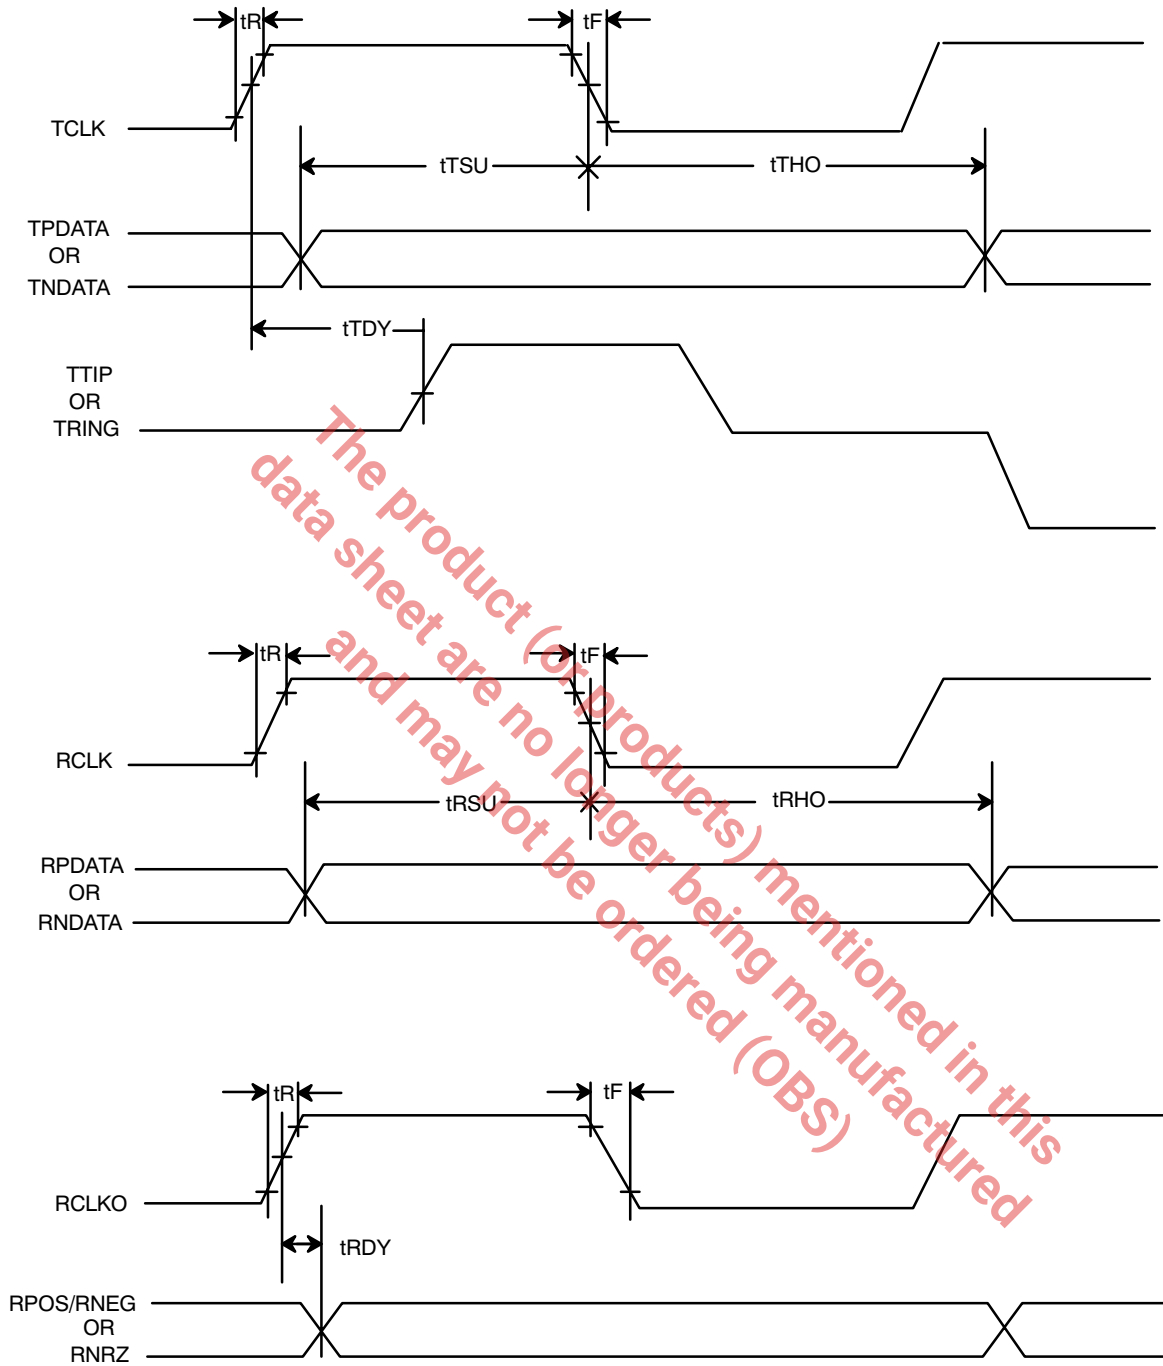 tR
tF
TCLK
tTSU
tTHO
TPDATA
OR
TNDATA
tTDY
TTIP
OR
TRING
The product (or products) mentioned in this
data sheet are no longer being manufactured
and may not be ordered (OBS)
tR
tF
RCLK
tRSU
tRHO
RPDATA
OR
RNDATA
tR
tF
RCLKO
tRDY
RPOS/RNEG
OR
RNRZ